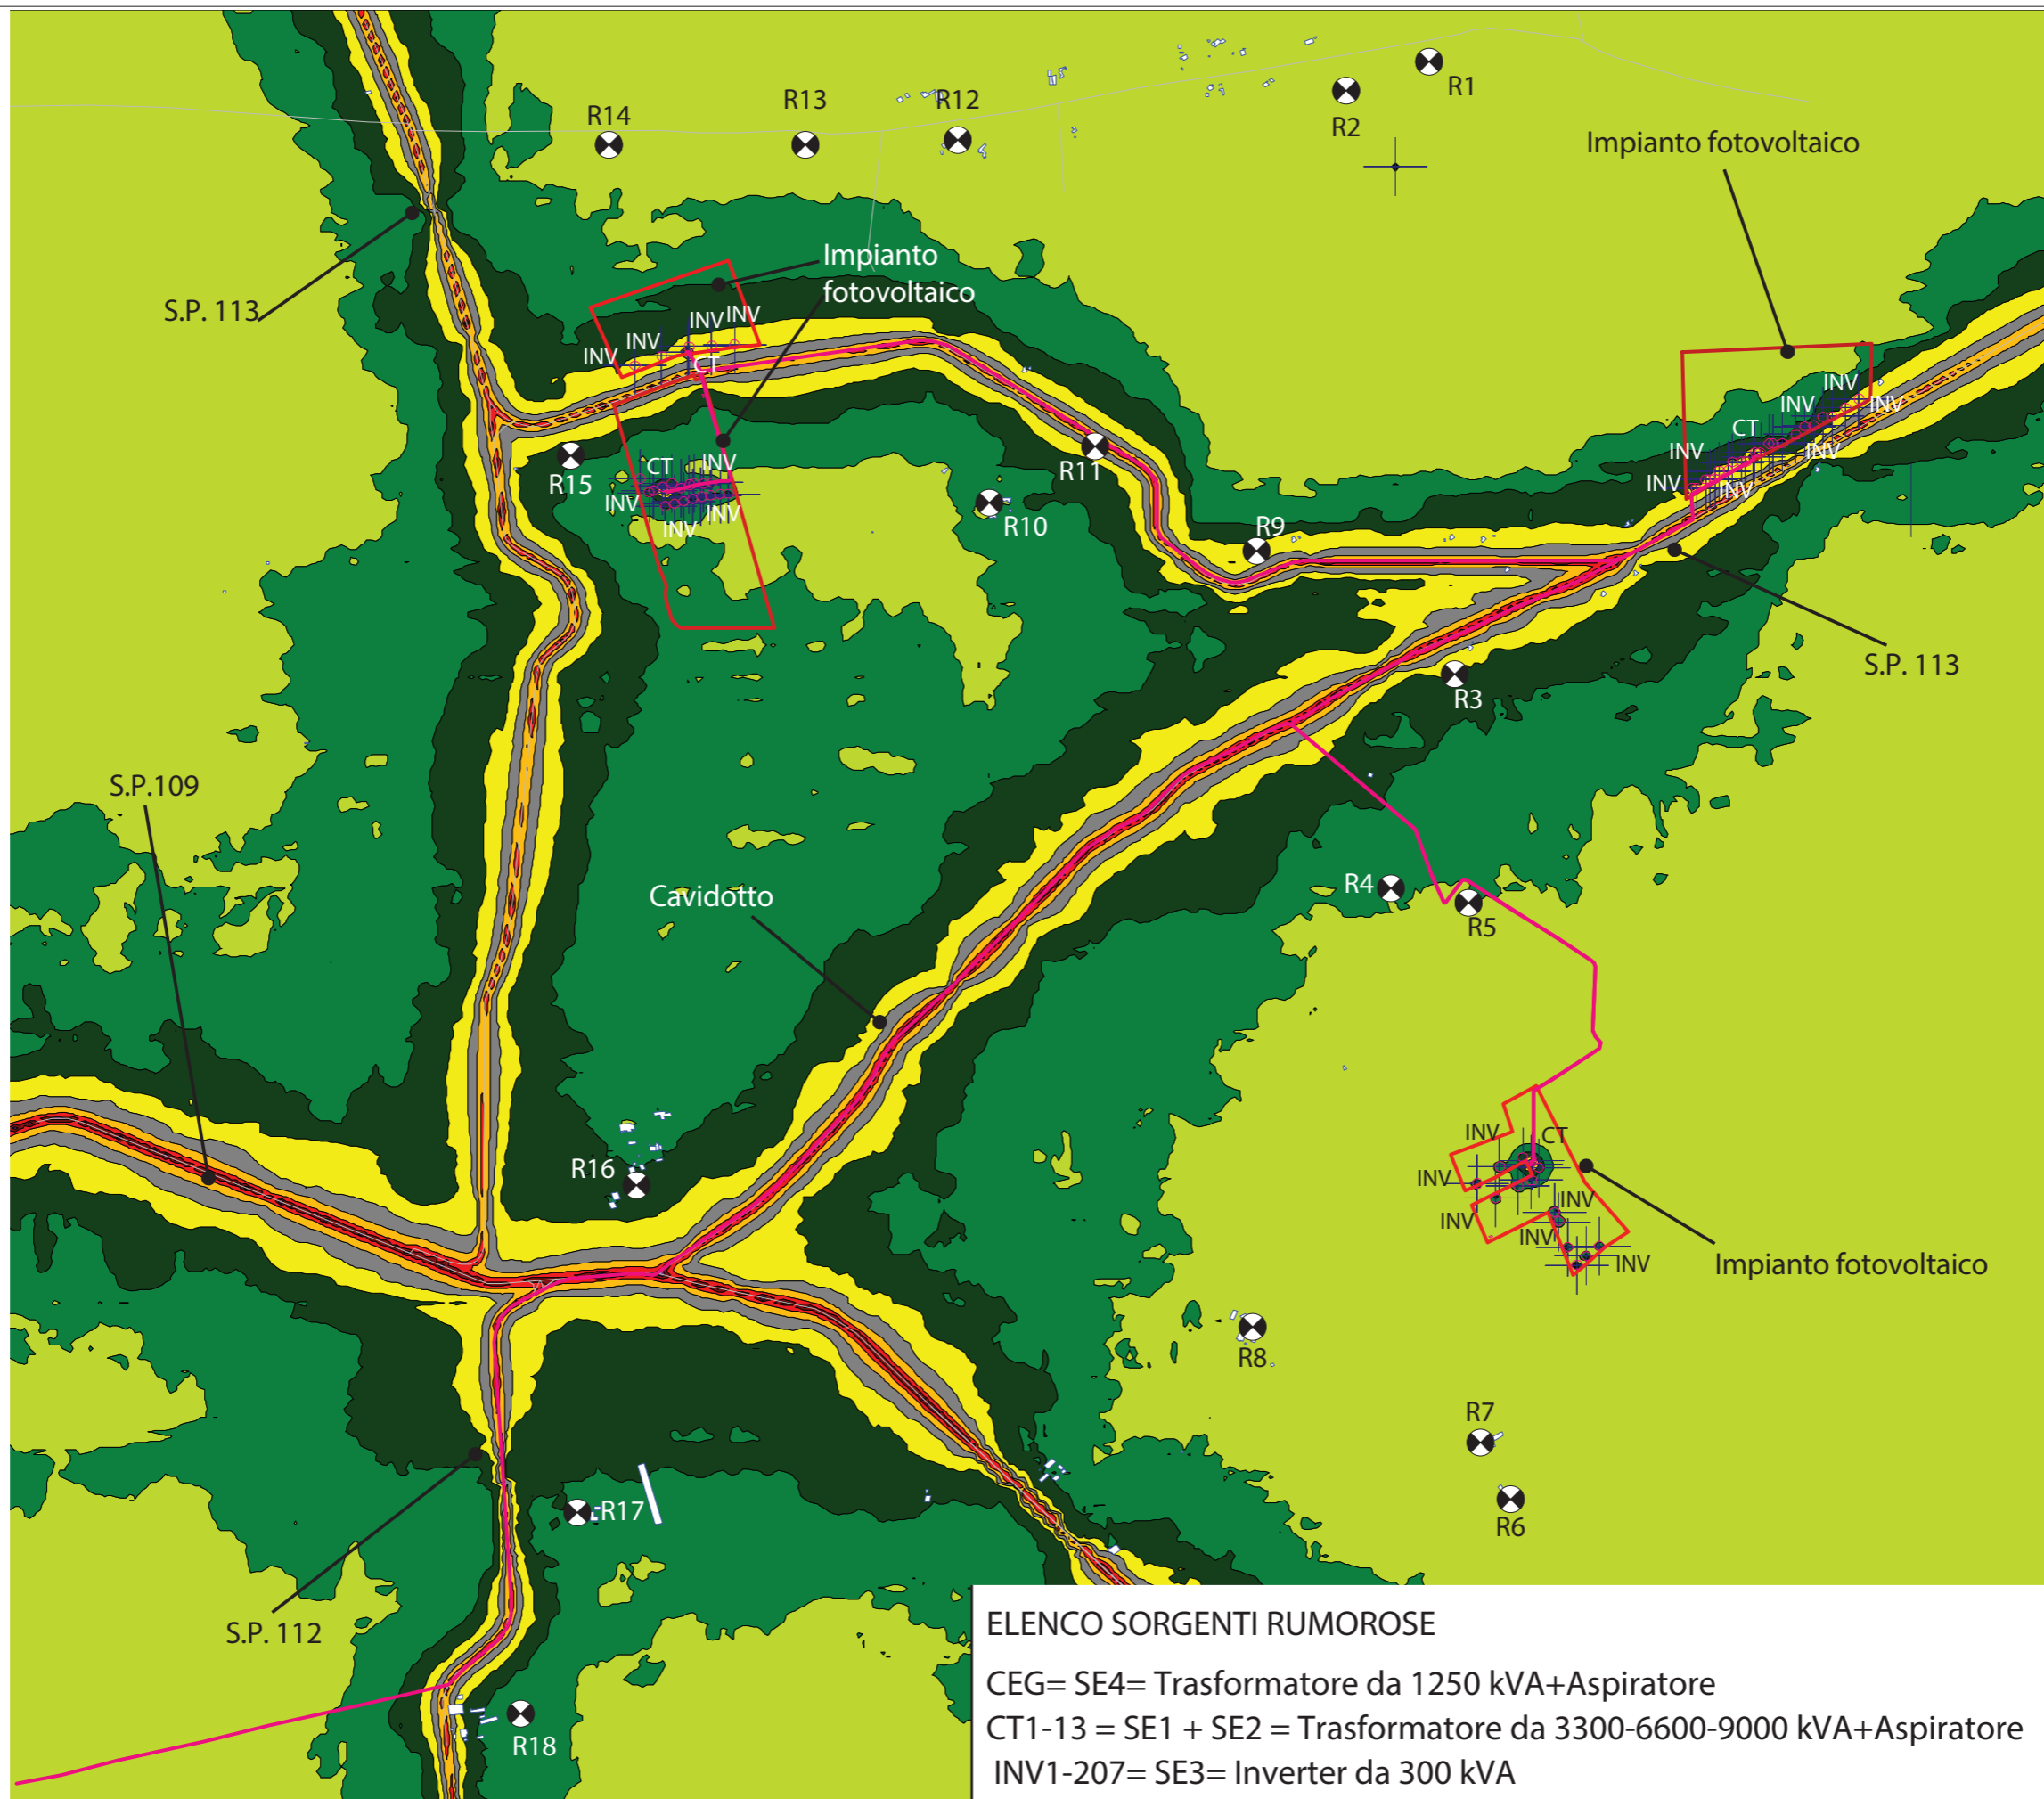 R1
R2
R14
R13
R12
Impianto fotovoltaico
Impianto
fotovoltaico
S.P. 113
INV
INV
INV
INV
CT
INV
INV
INV
CT
INV
INV
INV
INV
R11
R15
CT
INV
INV
INV
INV
R10
R9
S.P. 113
R3
S.P.109
Cavidotto
R4
R5
INV
CT
INV
INV
INV
INV
INV
Impianto fotovoltaico
R16
R8
R7
R6
R17
S.P. 112
R18
ELENCO SORGENTI RUMOROSE
CEG= SE4= Trasformatore da 1250 kVA+Aspiratore
CT1-13 = SE1 + SE2 = Trasformatore da 3300-6600-9000 kVA+Aspiratore
INV1-207= SE3= Inverter da 300 kVA